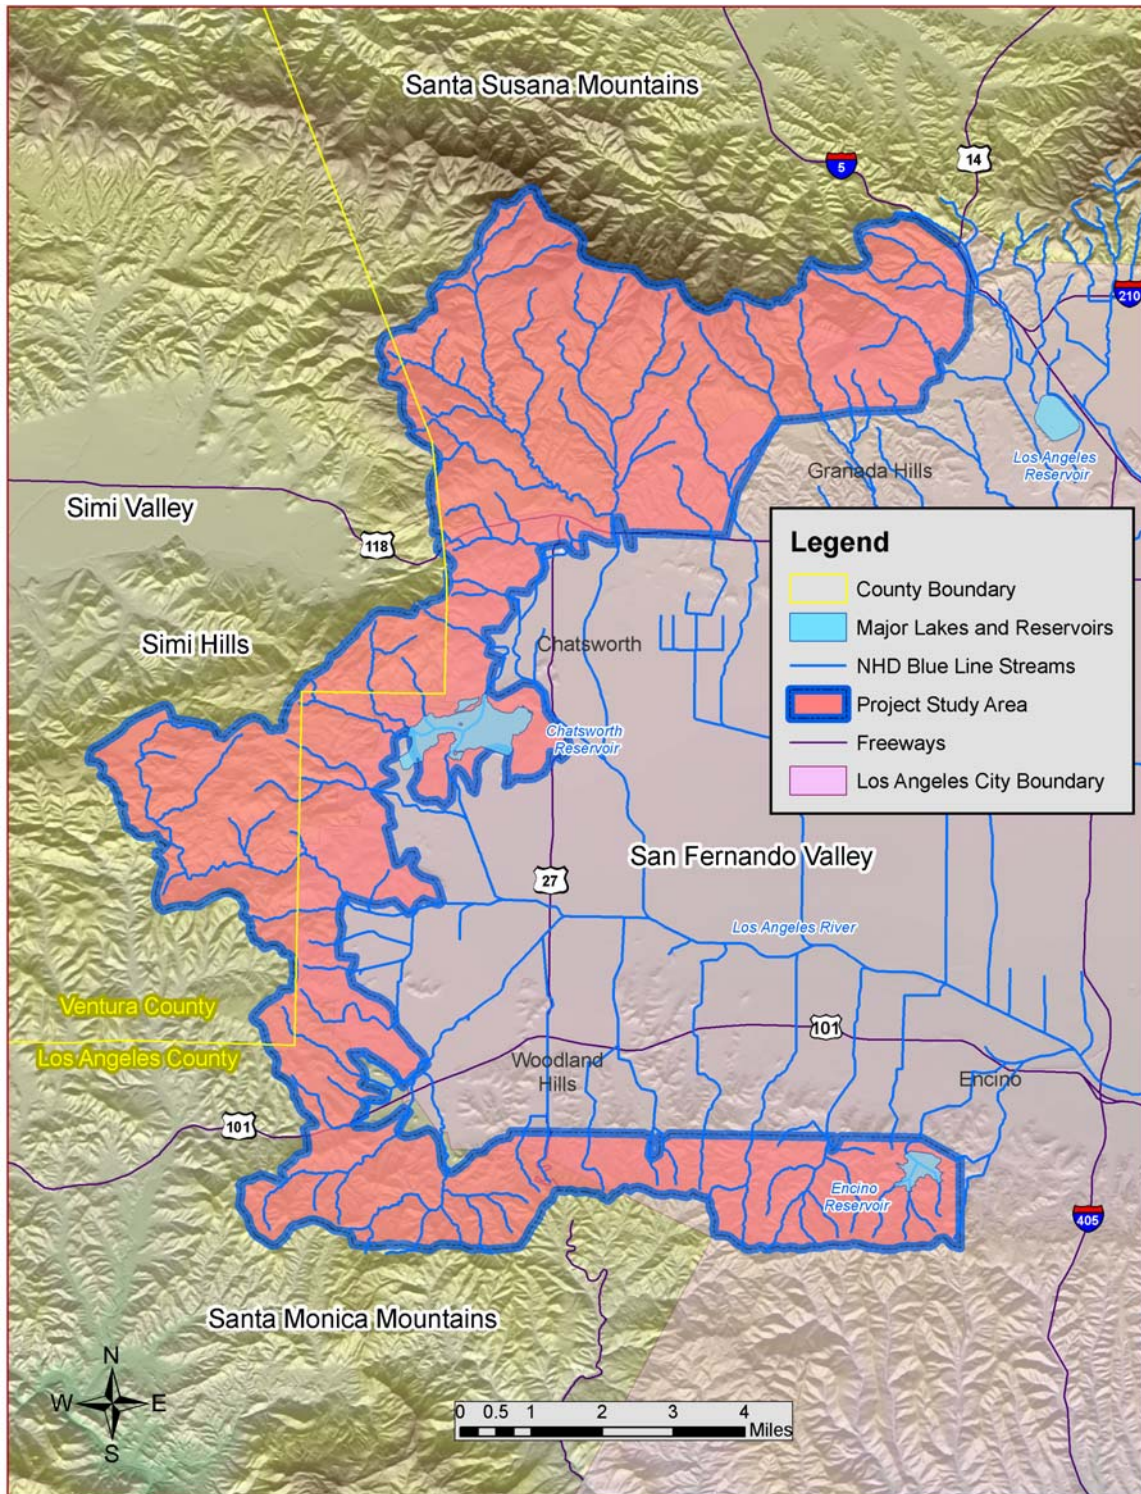 Santa Susana Mountains
5
14
210
Granada Hills
Los Angeles
Reservoir
Simi Valley
118
Legend
County Boundary
Major Lakes and Reservoirs
NHD Blue Line Streams
Project Study Area
Freeways
Los Angeles City Boundary
Simi Hills
Chatsworth
Chatsworth
Reservoir
San Fernando Valley
27
Los Angeles River
Ventura County
Los Angeles County
101
Woodland
Hills
Encino
101
Encino
Reservoir
405
Santa Monica Mountains
N
W E
S
0 0.5 1 2 3 4
Miles